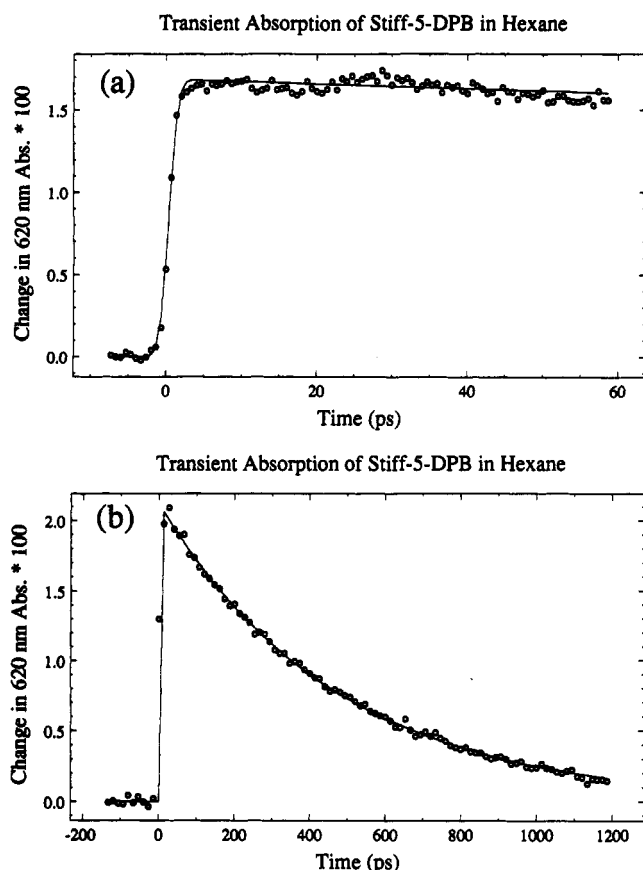 Transient Absorption of Stiff-5-DPB in Hexane
(a)
Change in 620 nm Abs. * 100
1.5
1.0
0.5
0.0
0 20 40 60
Time (ps)
Transient Absorption of Stiff-5-DPB in Hexane
(b)
Change in 620 nm Abs. * 100
2.0
1.5
1.0
0.5
0.0
-200 0 200 400 600 800 1000 1200
Time (ps)